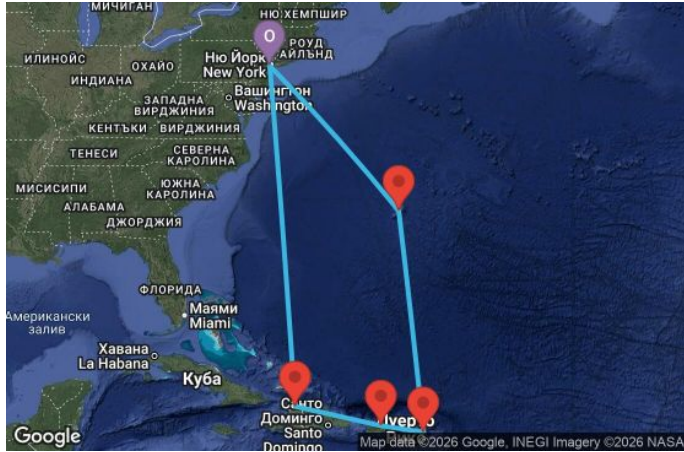 МИЧИГАН
НЮ ХЕМПШИР
O
РОУД
АЙЛЪНД
ИЛИНОЙС
ОХАЙО
Ню Йорк
New York
ИНДИАНА
Вашингтон
Washington
ЗАПАДНА
ВИРДЖИНИЯ
КЕНТЪКИ
ВИРДЖИНИЯ
ТЕНЕСИ
СЕВЕРНА
КАРОЛИНА
МИСИСИПИ
ЮЖНА
КАРОЛИНА
АЛАБАМА
ДЖОРДЖИЯ
ФЛОРИДА
Американски
залив
Маями
Miami
Хавана
La Habana
Куба
Санто
Доминго
Santo
Domingo
Google
Map data ©2026 Google, INEGI Imagery ©2026 NASA